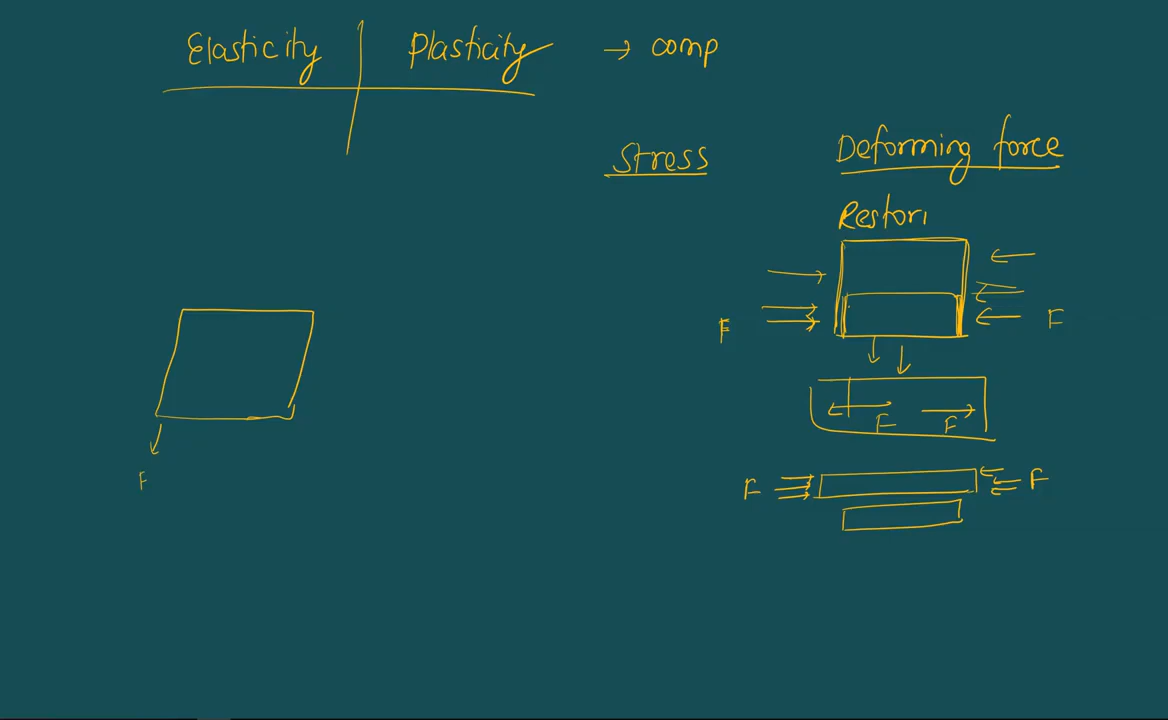 Elasticity Plasticity → comp
Stress
Deforming force
Restori
F F
F F
F F
F